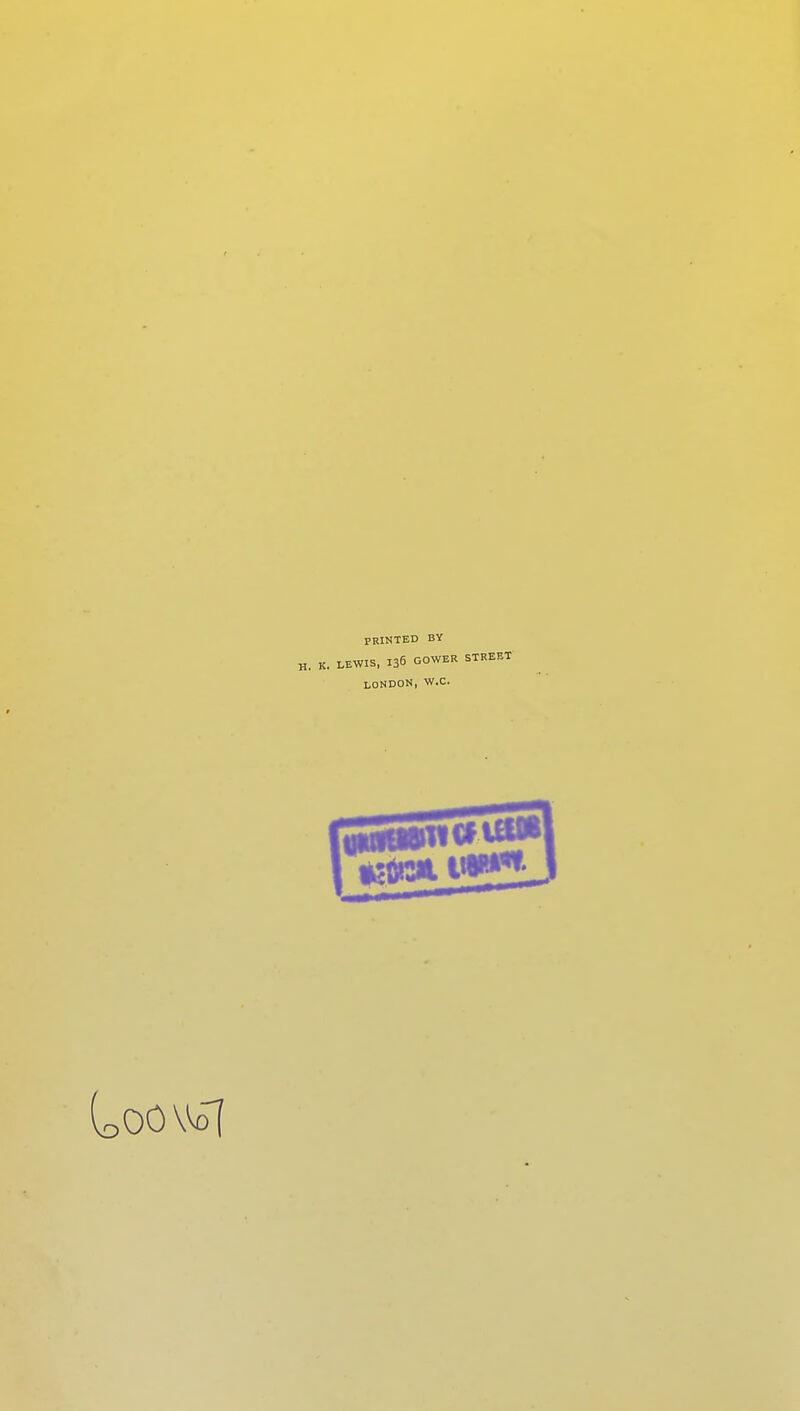 PRINTED BY
H. K. LEWIS, 136 GOWER STREET
LONDON, W.C.
UNIVERSITY OF LEEDS
MEDICAL LIBRARY.
600167